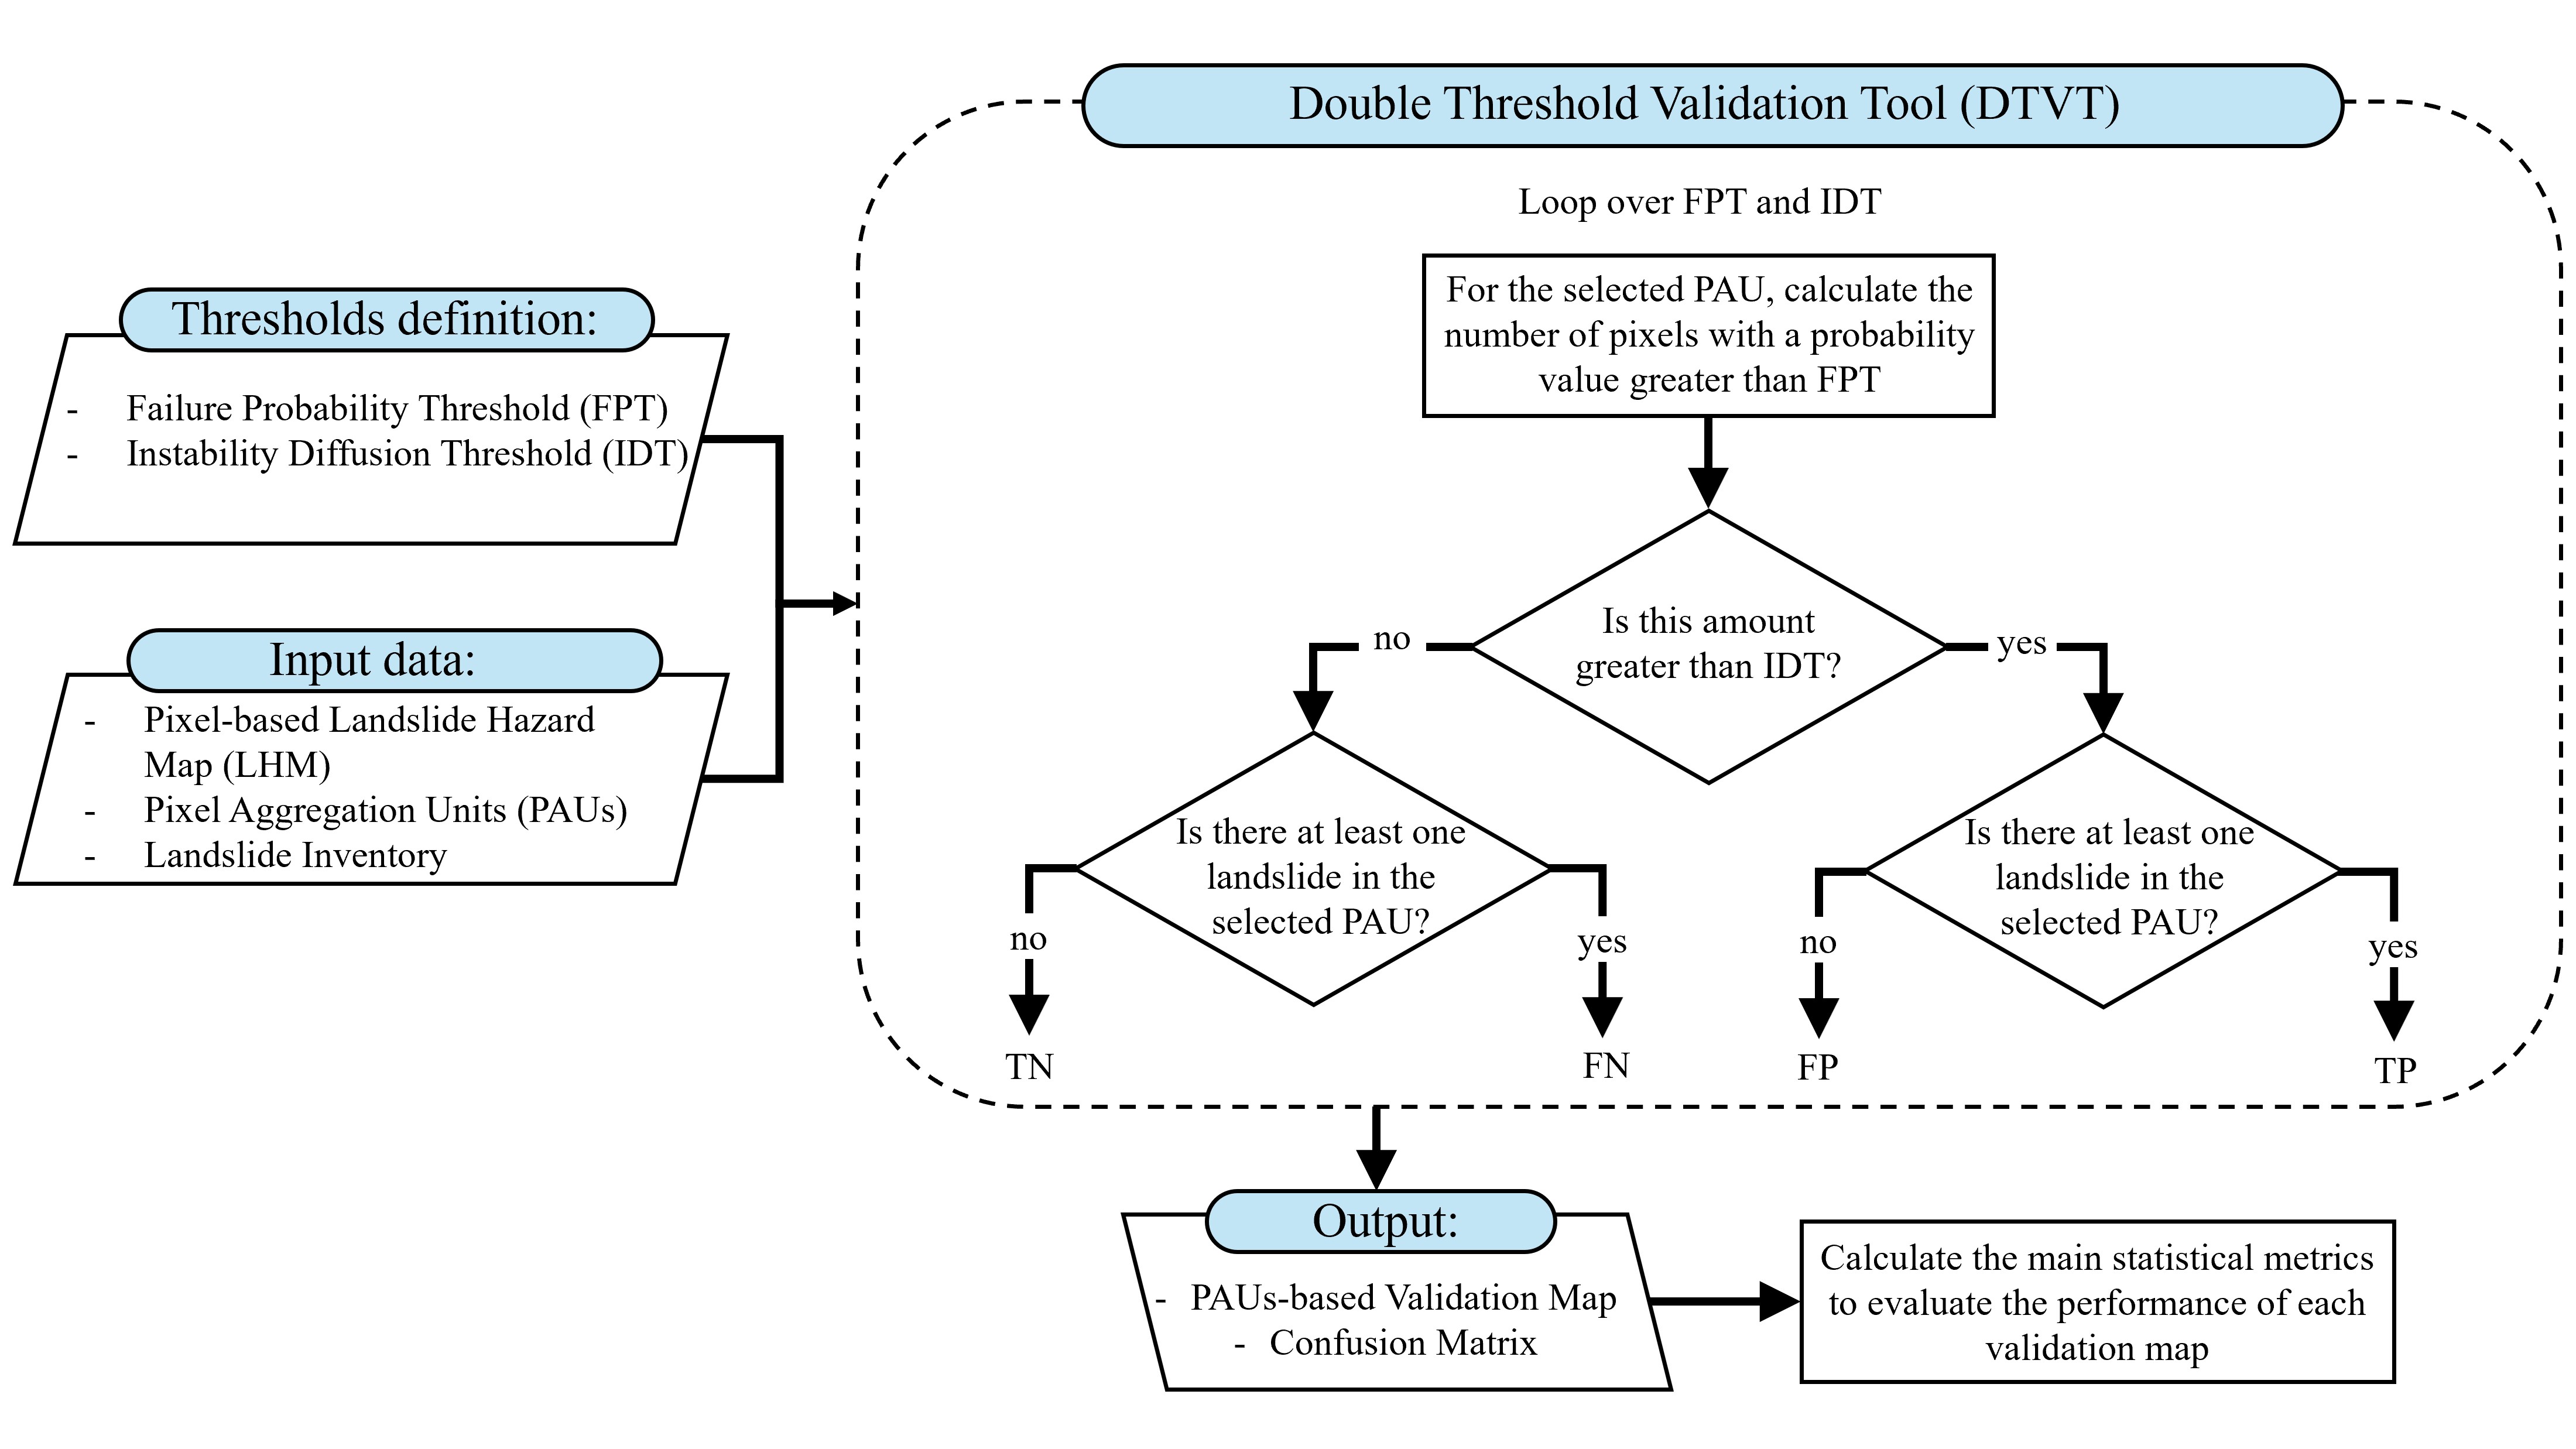 Double Threshold Validation Tool (DTVT)
Loop over FPT and IDT
For the selected PAU, calculate the
number of pixels with a probability
value greater than FPT
Thresholds definition:
- Failure Probability Threshold (FPT)
- Instability Diffusion Threshold (IDT)
Input data:
- Pixel-based Landslide Hazard
Map (LHM)
- Pixel Aggregation Units (PAUs)
- Landslide Inventory
Is this amount
greater than IDT?
no
yes
Is there at least one
landslide in the
selected PAU?
no
yes
TN
FN
Is there at least one
landslide in the
selected PAU?
no
yes
FP
TP
Output:
- PAUs-based Validation Map
- Confusion Matrix
Calculate the main statistical metrics
to evaluate the performance of each
validation map